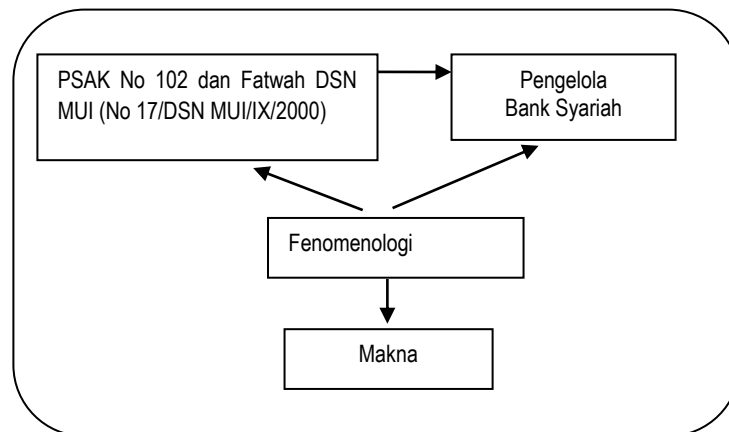 PSAK No 102 dan Fatwah DSN
MUI (No 17/DSN MUI/IX/2000)
Pengelola
Bank Syariah
Fenomenologi
Makna